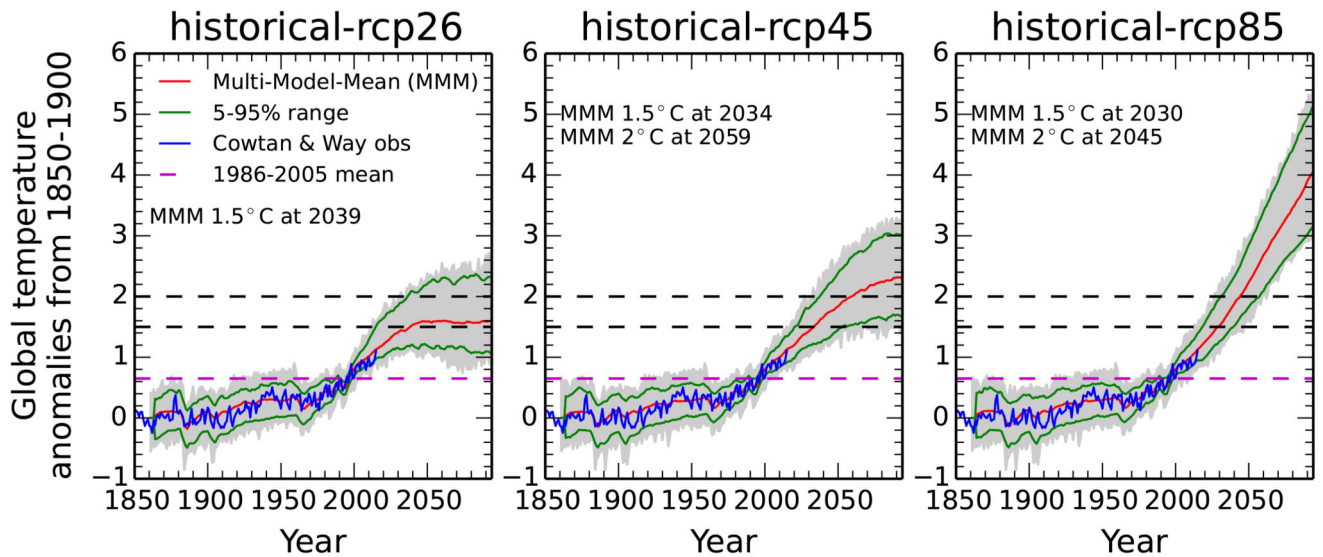 historical-rcp26
historical-rcp45
historical-rcp85
Global temperature
anomalies from 1850-1900
6
5
4
3
2
1
0
−1
Multi-Model-Mean (MMM)
5-95% range
Cowtan & Way obs
1986-2005 mean
MMM 1.5°C at 2039
1850 1900 1950 2000 2050
Year
6
5
4
3
2
1
0
−1
MMM 1.5°C at 2034
MMM 2°C at 2059
1850 1900 1950 2000 2050
Year
6
5
4
3
2
1
0
−1
MMM 1.5°C at 2030
MMM 2°C at 2045
1850 1900 1950 2000 2050
Year